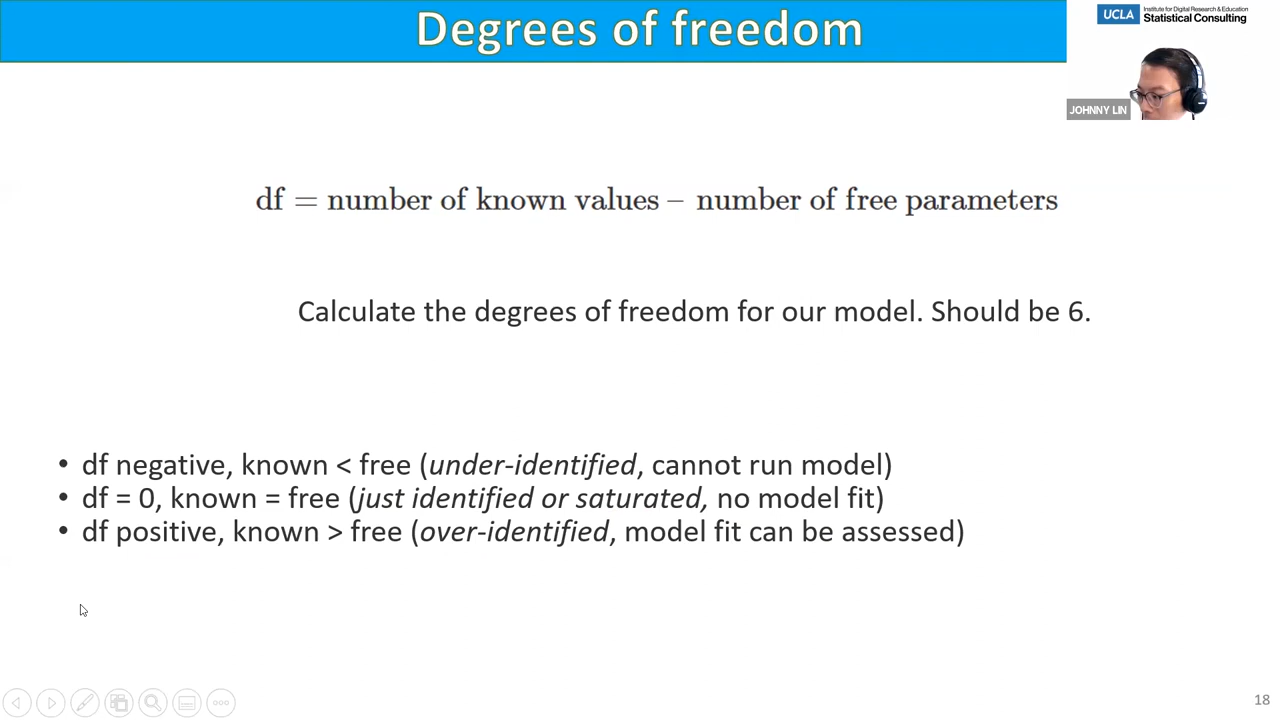 Degrees of freedom
UCLA
Institute for Digital Research & Education
Statistical Consulting
JOHNNY LIN
df = number of known values – number of free parameters
Calculate the degrees of freedom for our model. Should be 6.
• df negative, known < free (under-identified, cannot run model)
• df = 0, known = free (just identified or saturated, no model fit)
• df positive, known > free (over-identified, model fit can be assessed)
18